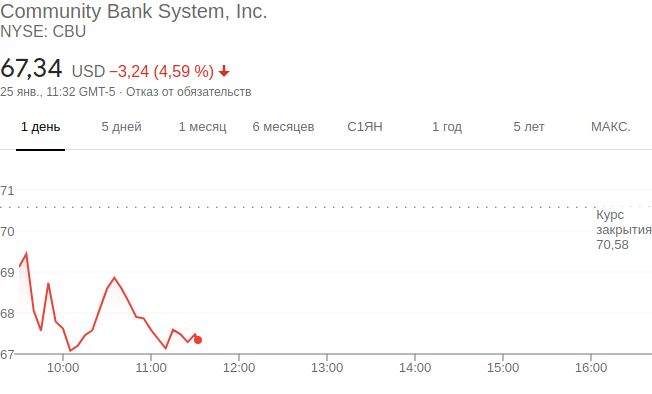 Community Bank System, Inc.
NYSE: CBU
67,34 USD −3,24 (4,59 %)
25 янв., 11:32 GMT-5 · Отказ от обязательств
1 день 5 дней 1 месяц 6 месяцев С1ЯН 1 год 5 лет МАКС.
71
Курс
закрытия
70,58
70
69
68
67
10:00 11:00 12:00 13:00 14:00 15:00 16:00